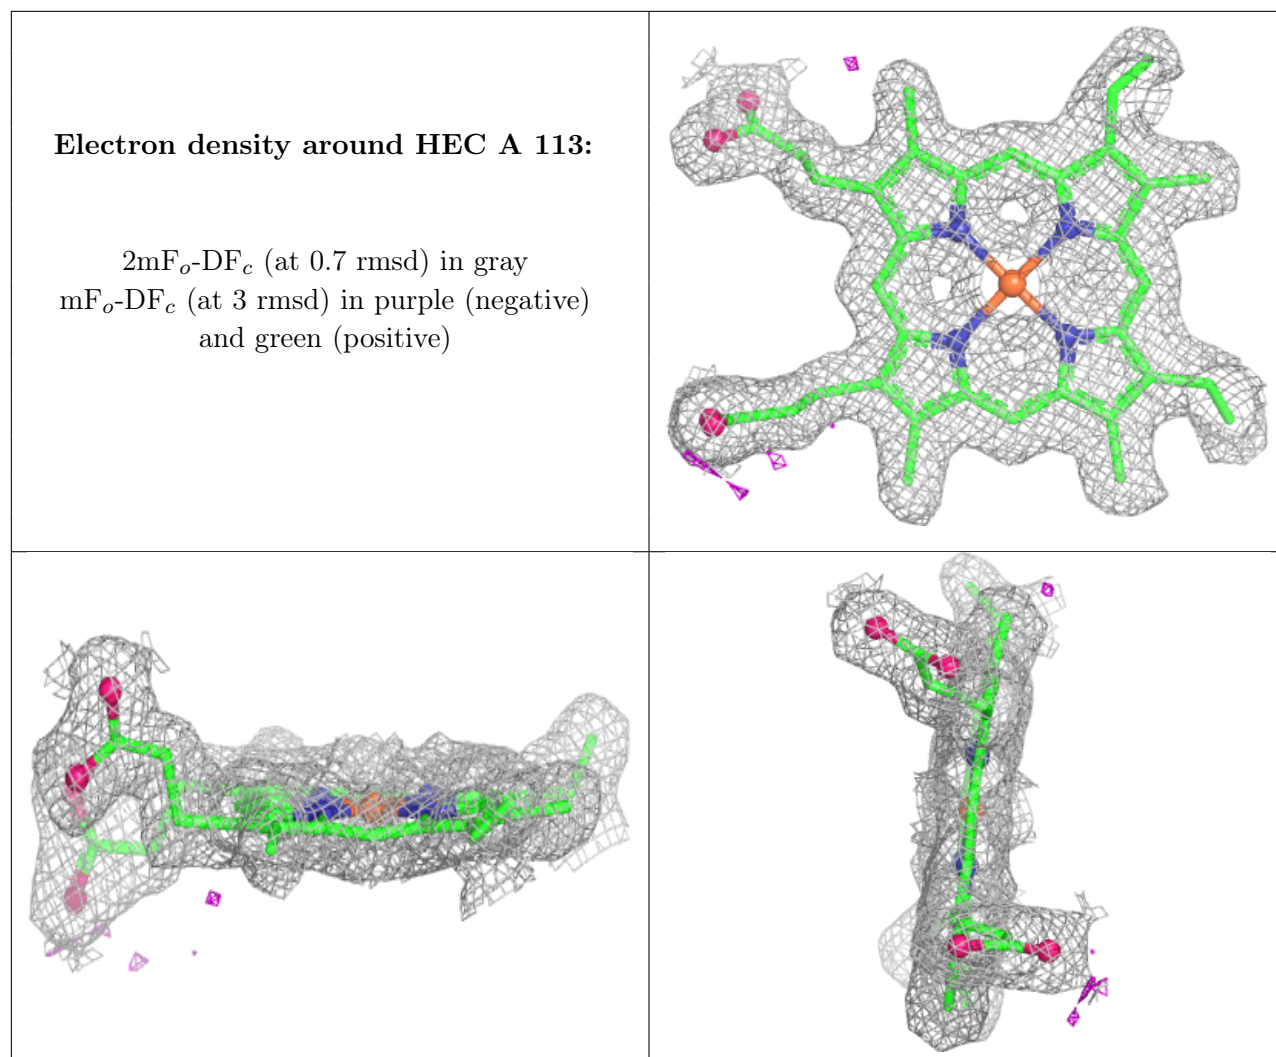 Electron density around HEC A 113:
2mFo-DFc (at 0.7 rmsd) in gray
mFo-DFc (at 3 rmsd) in purple (negative)
and green (positive)